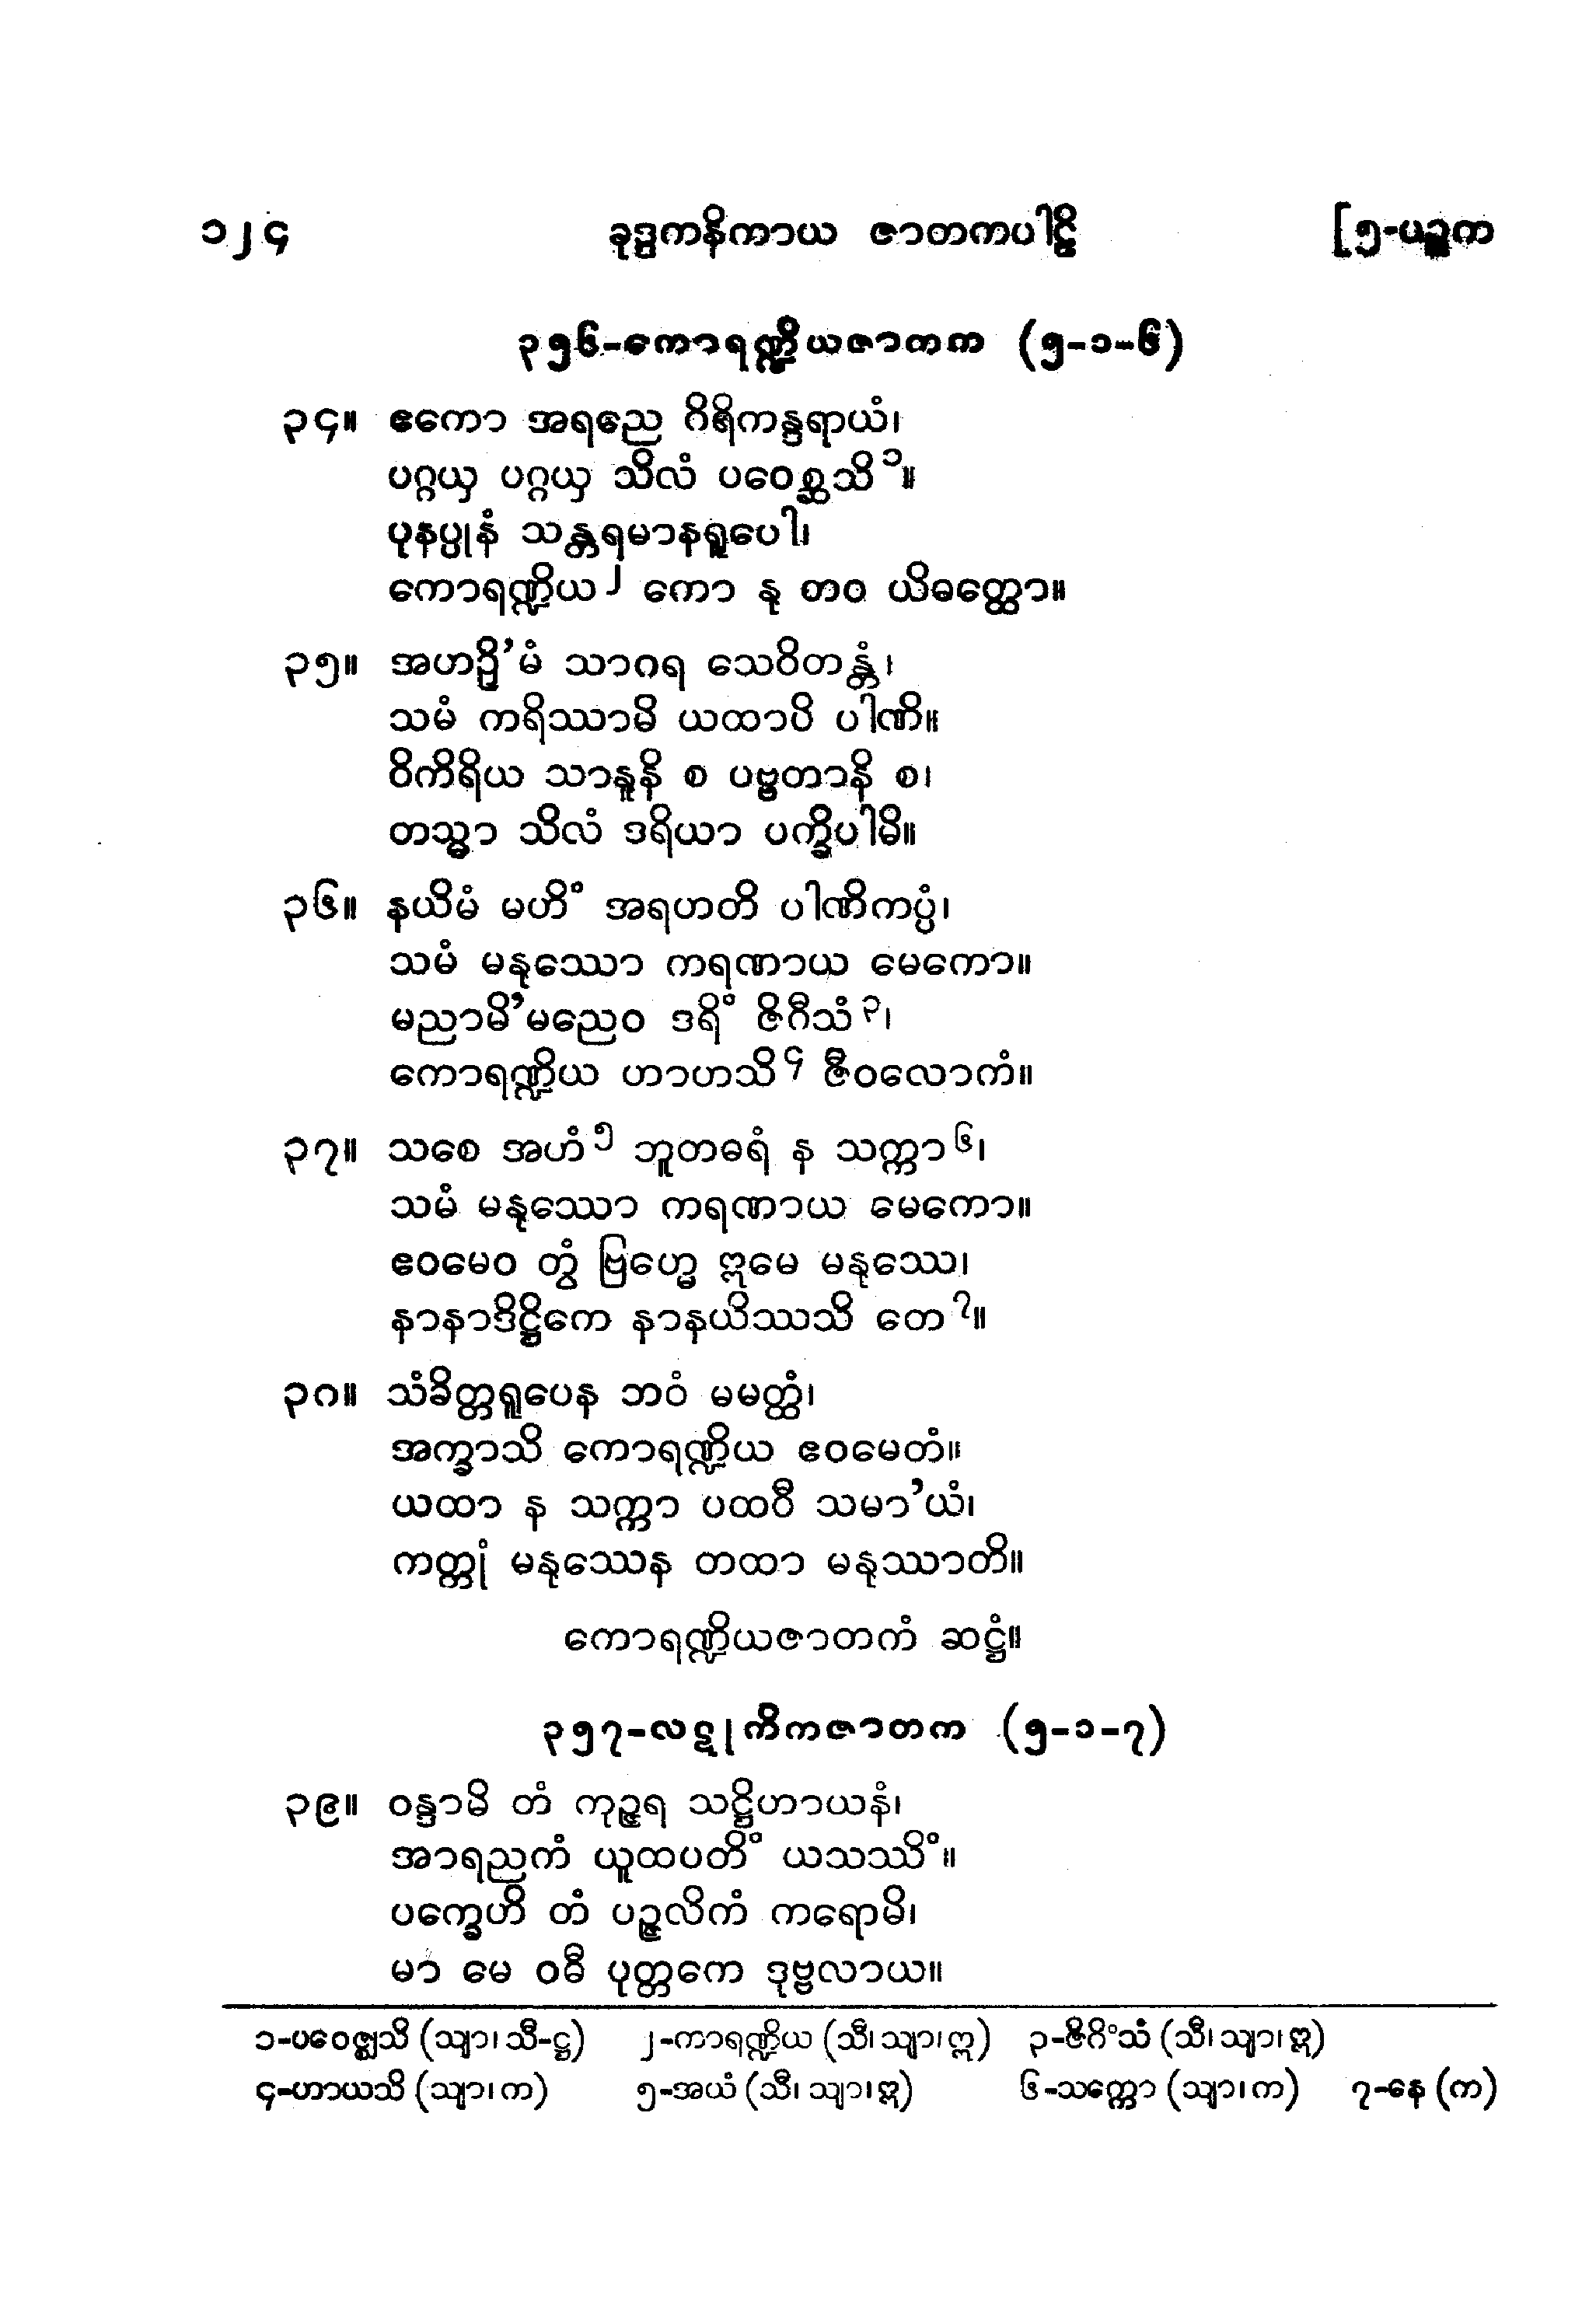 ၁၂၄ ခုဒ္ဒကနိကာယ ဇာတကပါဠိ [၅-ပဉ္စက
၃၅၆-ကောရဏ္ဍိယဇာတက (၅-၁-၆)
၃၄။ ဧကော အရညေ ဂိရိကန္ဒရာယံ၊
ပဂ္ဂယှ ပဂ္ဂယှ သိလံ ပဝေစ္ဆသိ ၁။
ပုနပ္ပုနံ သန္တရမာနရူပေါ၊
ကောရဏ္ဍိယ ၂ ကော နု တဝ ယိဓတ္ထော။
၃၅။ အဟဉှိ’မံ သာဂရ သေဝိတန္တံ၊
သမံ ကရိဿာမိ ယထာပိ ပါဏိ။
ဝိကိရိယ သာနူနိ စ ပဗ္ဗတာနိ စ၊
တသ္မာ သိလံ ဒရိယာ ပက္ခိပါမိ။
၃၆။ နယိမံ မဟိံ အရဟတိ ပါဏိကပ္ပံ၊
သမံ မနုဿော ကရဏာယ မေကော။
မညာမိ’မညေဝ ဒရိံ ဇိဂီသံ ၃၊
ကောရဏ္ဍိယ ဟာဟသိ ၄ ဇီဝလောကံ။
၃၇။ သစေ အဟံ ၅ ဘူတဓရံ န သက္ကာ ၆၊
သမံ မနုဿော ကရဏာယ မေကော။
ဧဝမေဝ တွံ ဗြဟ္မေ ဣမေ မနုဿေ၊
နာနာဒိဋ္ဌိကေ နာနယိဿသိ တေ ၇။
၃၈။ သံခိတ္တရူပေန ဘဝံ မမတ္ထံ၊
အက္ခာသိ ကောရဏ္ဍိယ ဧဝမေတံ။
ယထာ န သက္ကာ ပထဝီ သမာ’ယံ၊
ကတ္တုံ မနုဿေန တထာ မနုဿာတိ။
ကောရဏ္ဍိယဇာတကံ ဆဋ္ဌံ။
၃၅၇-လဋုကိကဇာတက (၅-၁-၇)
၃၉။ ဝန္ဒာမိ တံ ကုဉ္ဇရ သဋ္ဌိဟာယနံ၊
အာရညကံ ယူထပတိံ ယသဿိံ။
ပက္ခေဟိ တံ ပဉ္ဇလိကံ ကရောမိ၊
မာ မေ ဝဓီ ပုတ္တကေ ဒုဗ္ဗလာယ။
၁-ပဝေဇ္ဈသိ (သျာ၊ သီ-ဋ္ဌ) ၂-ကာရဏ္ဍိယ (သီ၊ သျာ၊ ဣ) ၃-ဇိဂိံသံ (သီ၊ သျာ၊ ဣ)
၄-ဟာယသိ (သျာ၊ က) ၅-အယံ (သီ၊ သျာ၊ ဣ) ၆-သက္ကော (သျာ၊ က) ၇-နေ (က)